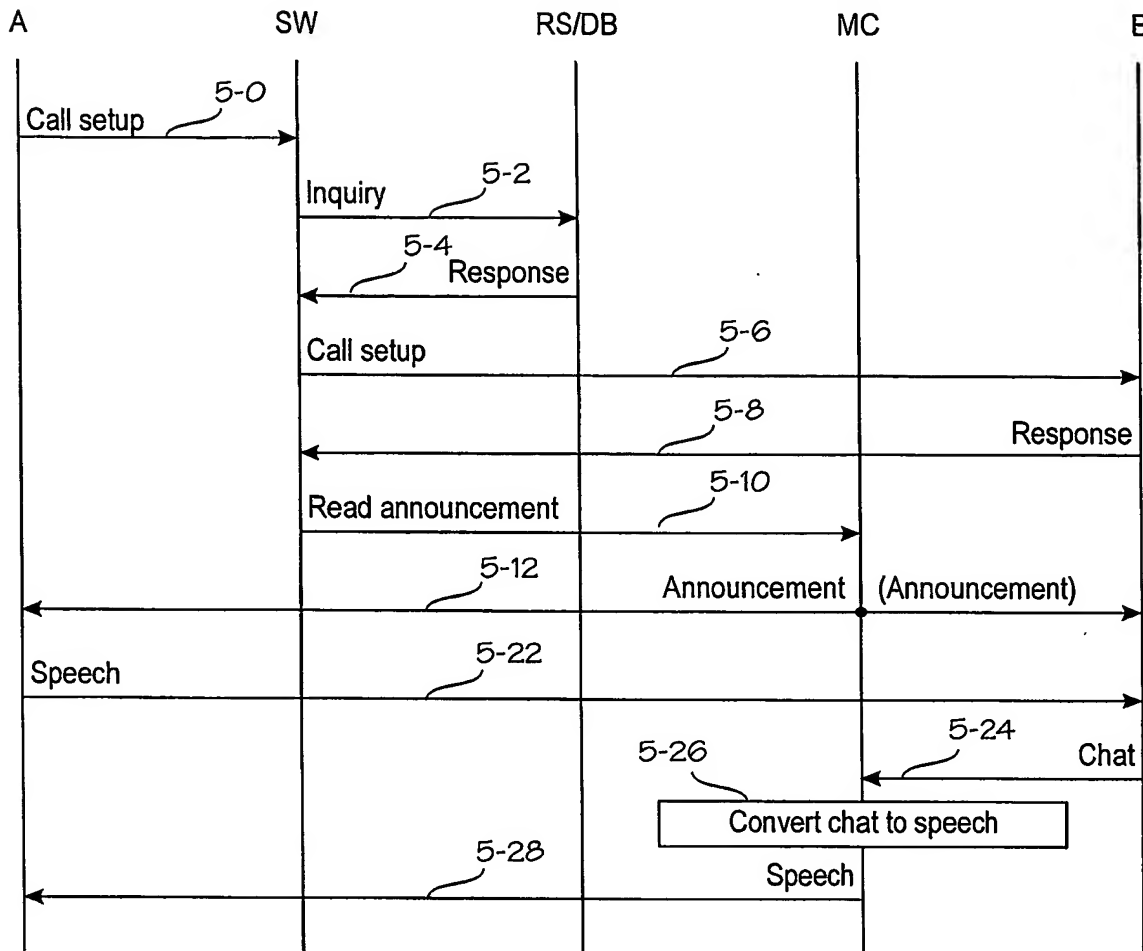 A SW RS/DB MC
5-0
Call setup
5-2
Inquiry
5-4
Response
5-6
Call setup
5-8
Response
5-10
Read announcement
5-12
Announcement (Announcement)
5-22
Speech
5-24
5-26
Chat
Convert chat to speech
5-28
Speech